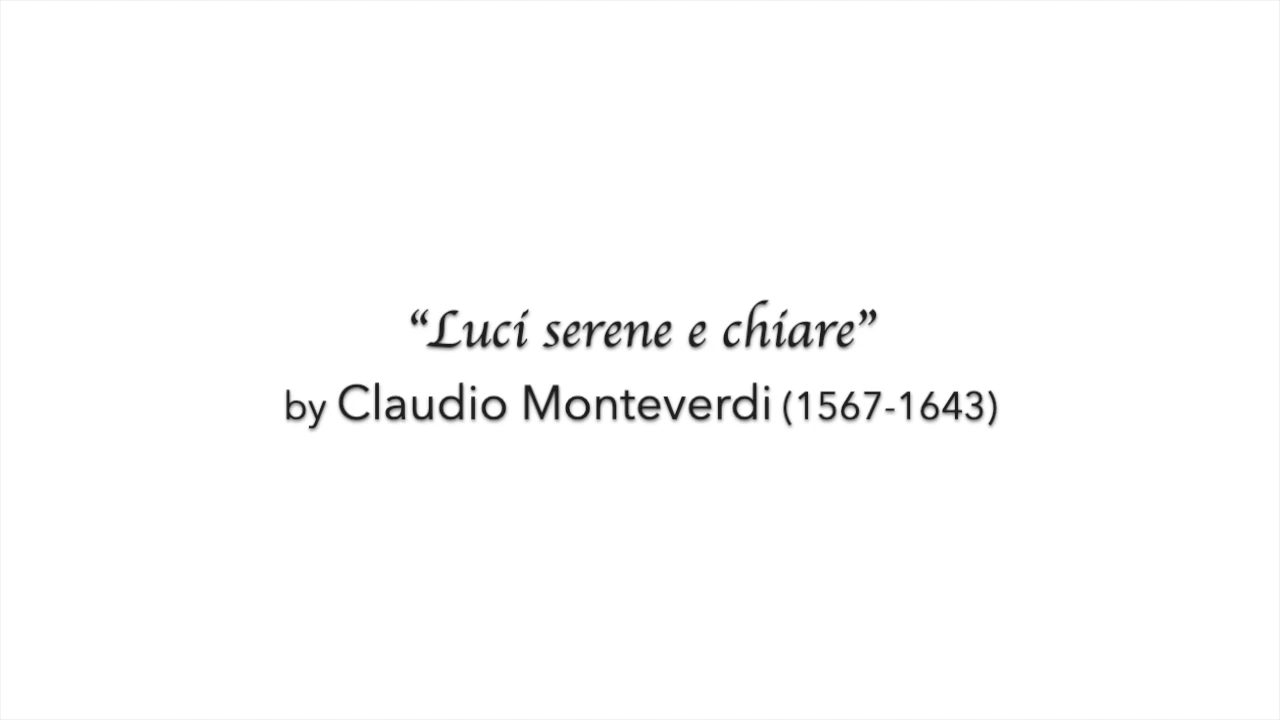 “Luci serene e chiare”
by Claudio Monteverdi (1567-1643)